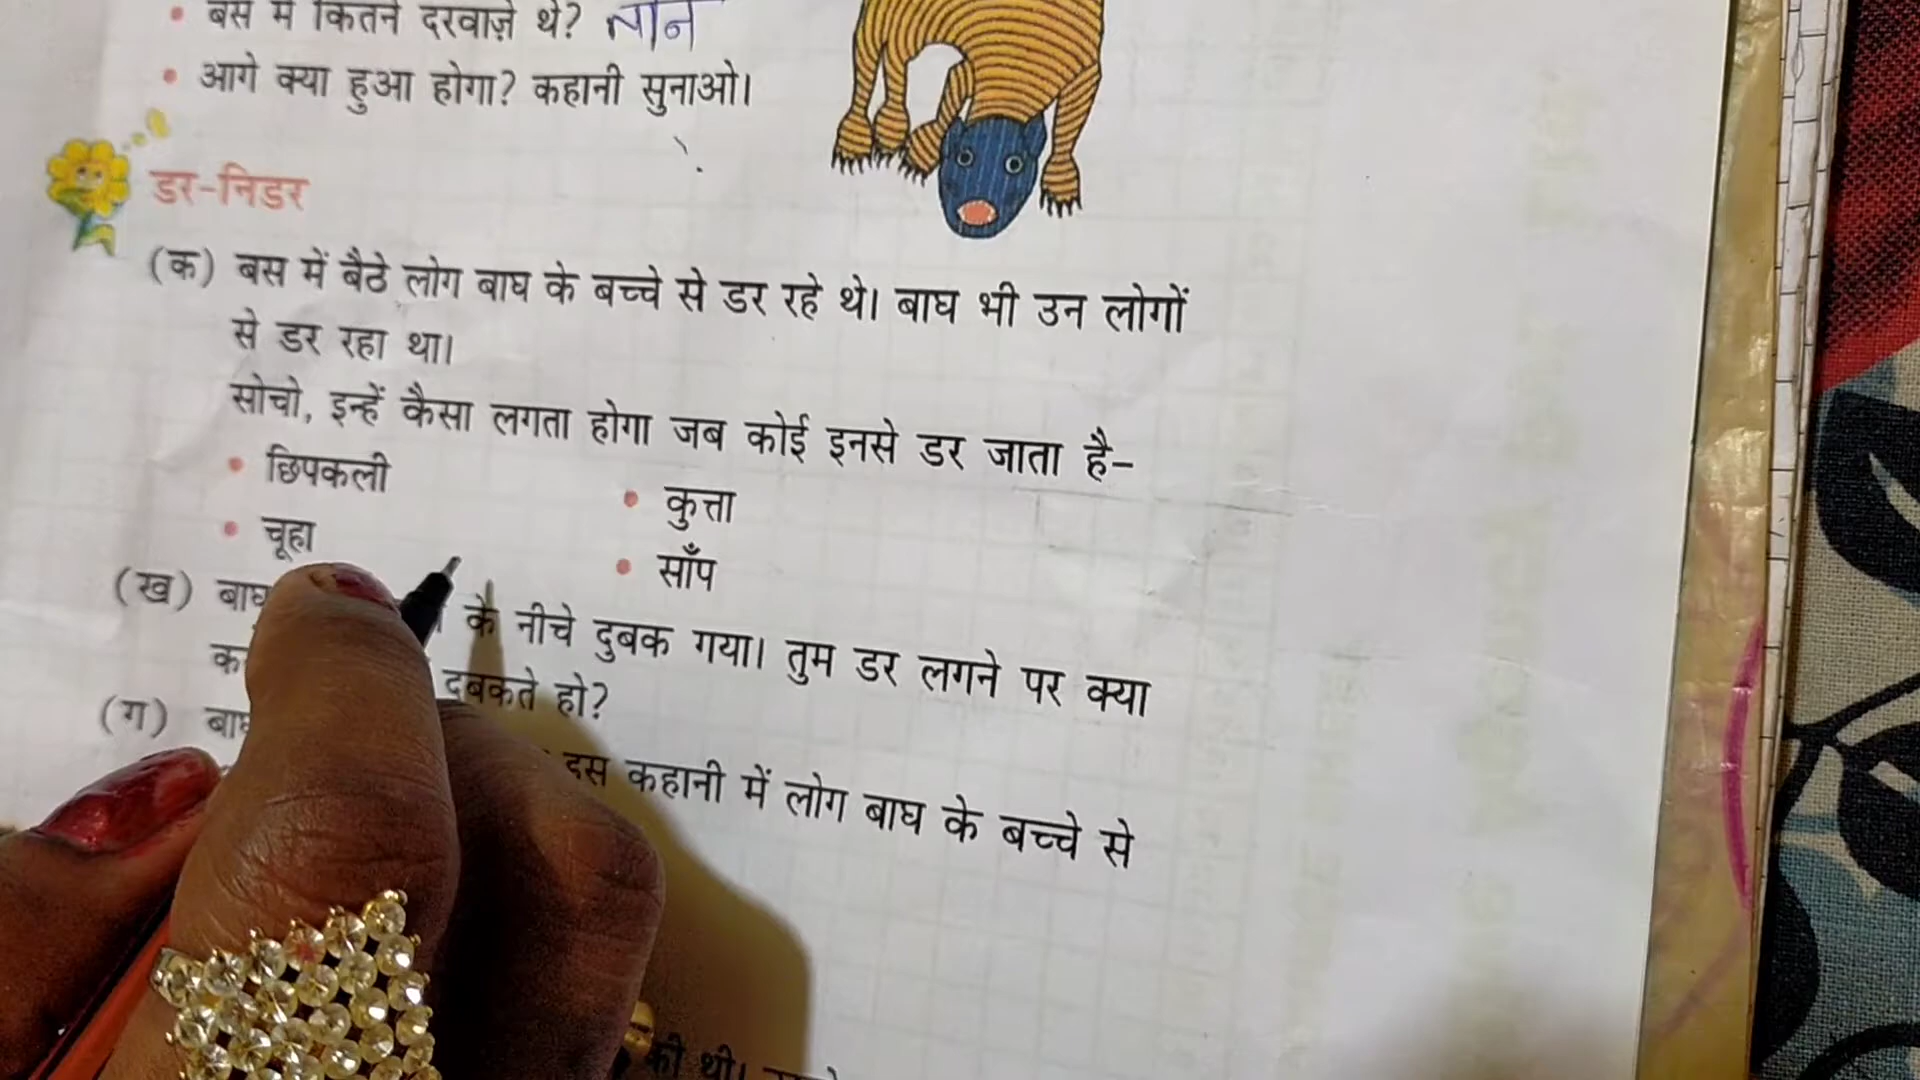 बस में कितने दरवाज़े थे? तीन
आगे क्या हुआ होगा? कहानी सुनाओ।
डर-निडर
(क) बस में बैठे लोग बाघ के बच्चे से डर रहे थे। बाघ भी उन लोगों
से डर रहा था।
सोचो, इन्हें कैसा लगता होगा जब कोई इनसे डर जाता है-
छिपकली
कुत्ता
चूहा
साँप
(ख) बाघ के नीचे दुबक गया। तुम डर लगने पर क्या
दुबकते हो?
(ग) बाघ
इस कहानी में लोग बाघ के बच्चे से
की थी।